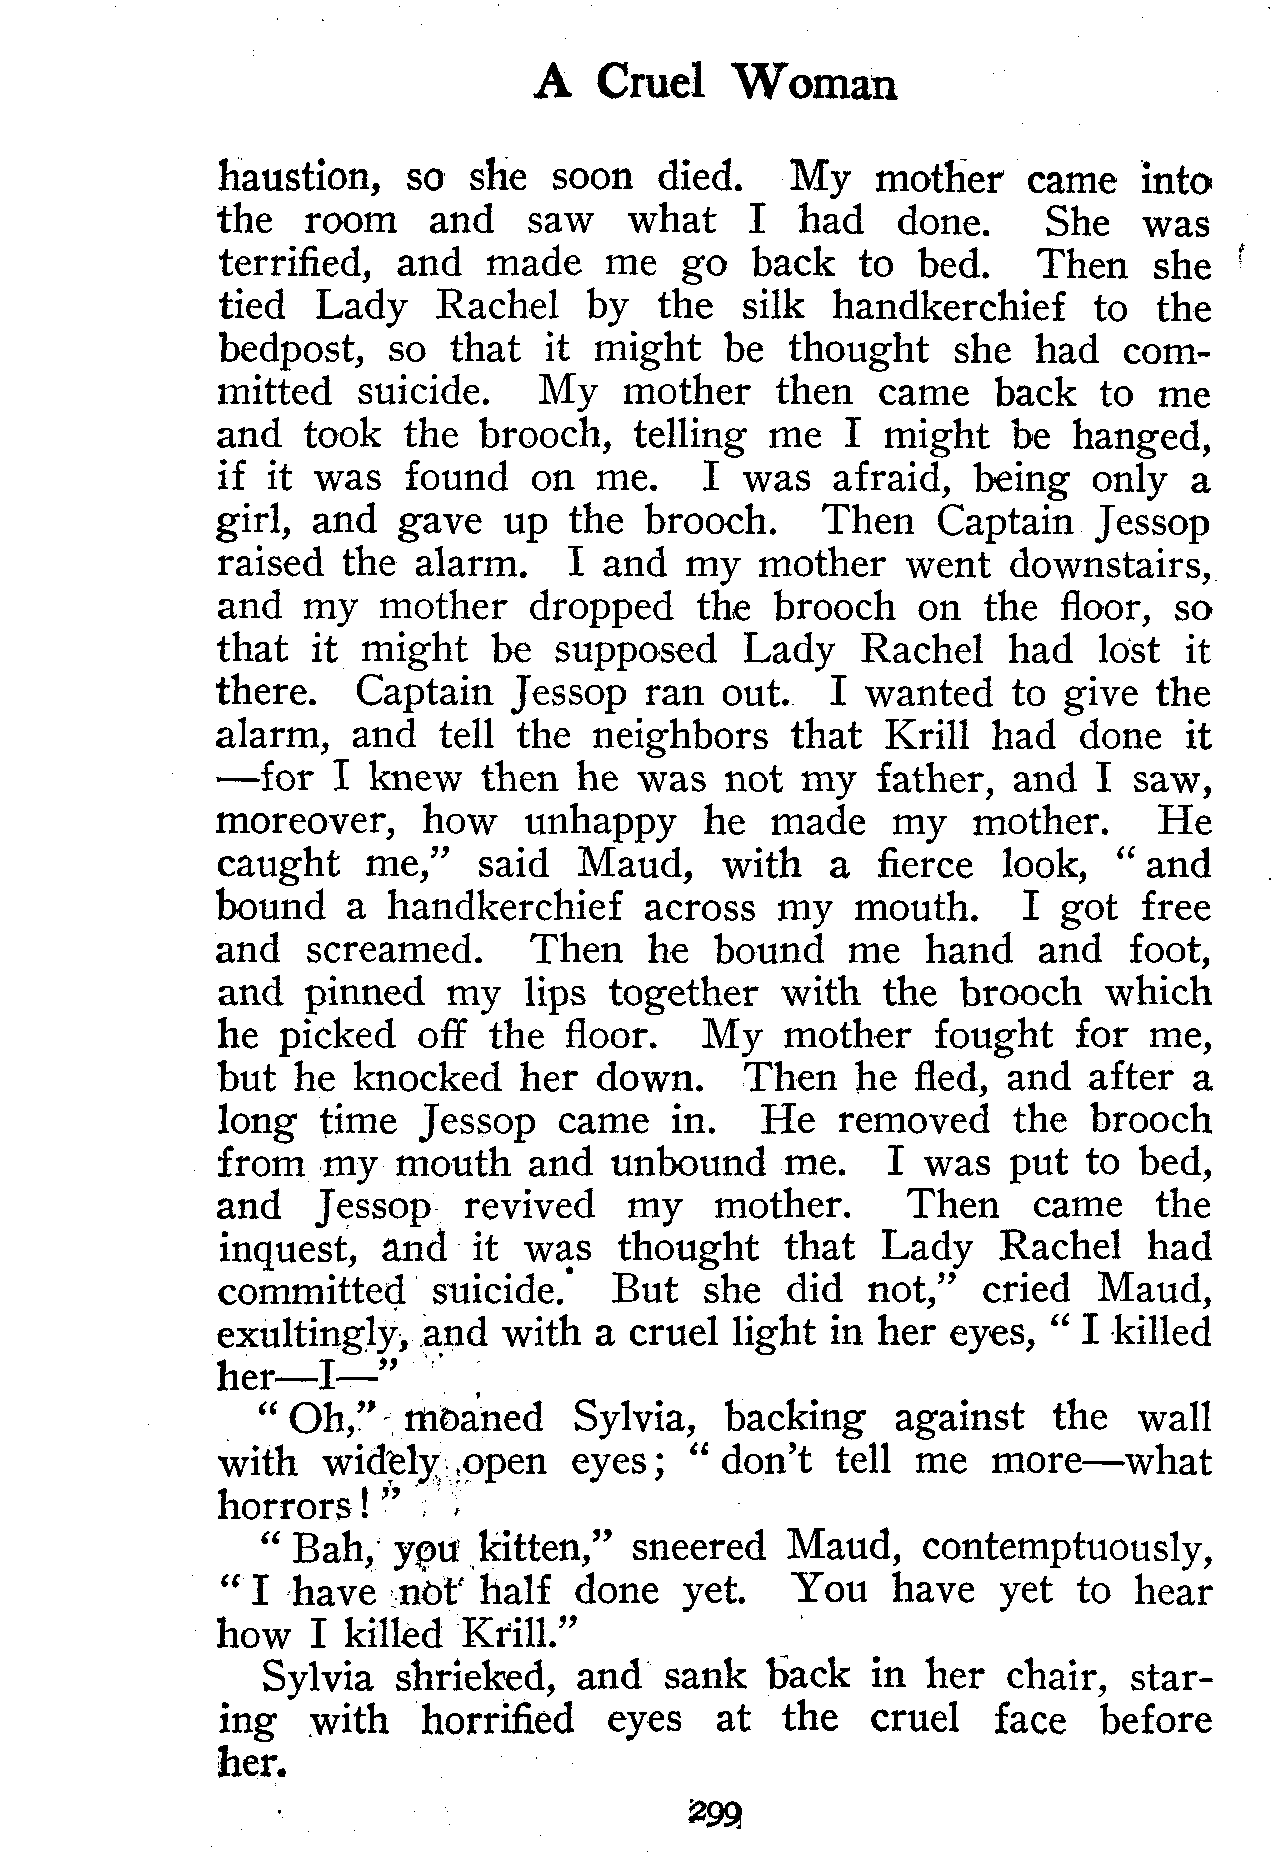 A Cruel Woman
haustion, so she soon died. My mother came into
the room and saw what I had done. She was
terrified, and made me go back to bed. Then she
tied Lady Rachel by the silk handkerchief to the
bedpost, so that it might be thought she had com-
mitted suicide. My mother then came back to me
and took the brooch, telling me I might be hanged,
if it was found on me. I was afraid, being only a
girl, and gave up the brooch. Then Captain Jessop
raised the alarm. I and my mother went downstairs,
and my mother dropped the brooch on the floor, so
that it might be supposed Lady Rachel had lost it
there. Captain Jessop ran out. I wanted to give the
alarm, and tell the neighbors that Krill had done it
—for I knew then he was not my father, and I saw,
moreover, how unhappy he made my mother. He
caught me,” said Maud, with a fierce look, “ and
bound a handkerchief across my mouth. I got free
and screamed. Then he bound me hand and foot,
and pinned my lips together with the brooch which
he picked off the floor. My mother fought for me,
but he knocked her down. Then he fled, and after a
long time Jessop came in. He removed the brooch
from my mouth and unbound me. I was put to bed,
and Jessop revived my mother. Then came the
inquest, and it was thought that Lady Rachel had
committed suicide. But she did not,” cried Maud,
exultingly, and with a cruel light in her eyes, “ I killed
her—I—”
“ Oh,” moaned Sylvia, backing against the wall
with widely open eyes; “ don’t tell me more—what
horrors! ”
“ Bah, you kitten,” sneered Maud, contemptuously,
“ I have not half done yet. You have yet to hear
how I killed Krill.”
Sylvia shrieked, and sank back in her chair, star-
ing with horrified eyes at the cruel face before
her.
299